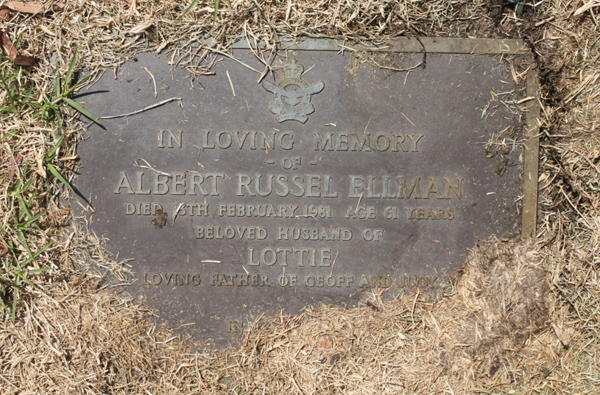 IN LOVING MEMORY
- OF -
ALBERT RUSSEL ELLMAN
DIED 13TH FEBRUARY, 1981 AGE 61 YEARS
BELOVED HUSBAND OF
LOTTIE
LOVING FATHER OF GEOFF AND JUDY